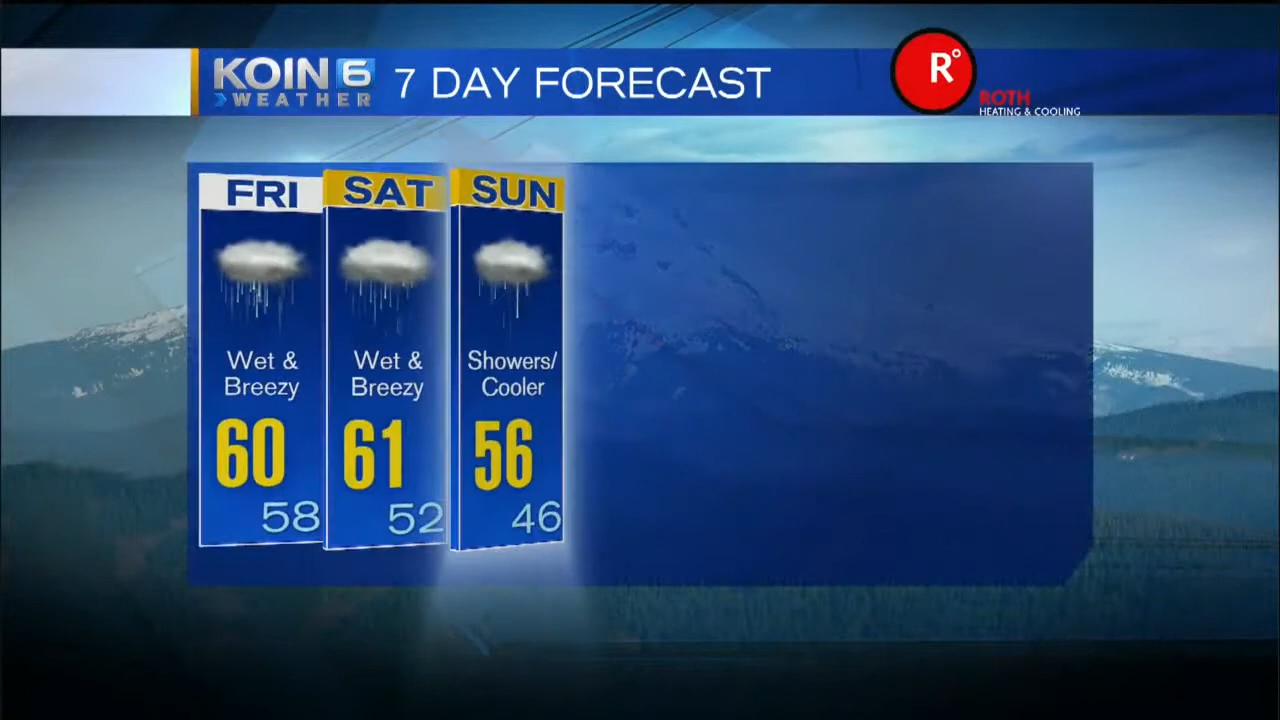 KOIN 6
WEATHER
7 DAY FORECAST
R°
ROTH
HEATING & COOLING
FRI
Wet &
Breezy
60
58
SAT
Wet &
Breezy
61
52
SUN
Showers/
Cooler
56
46